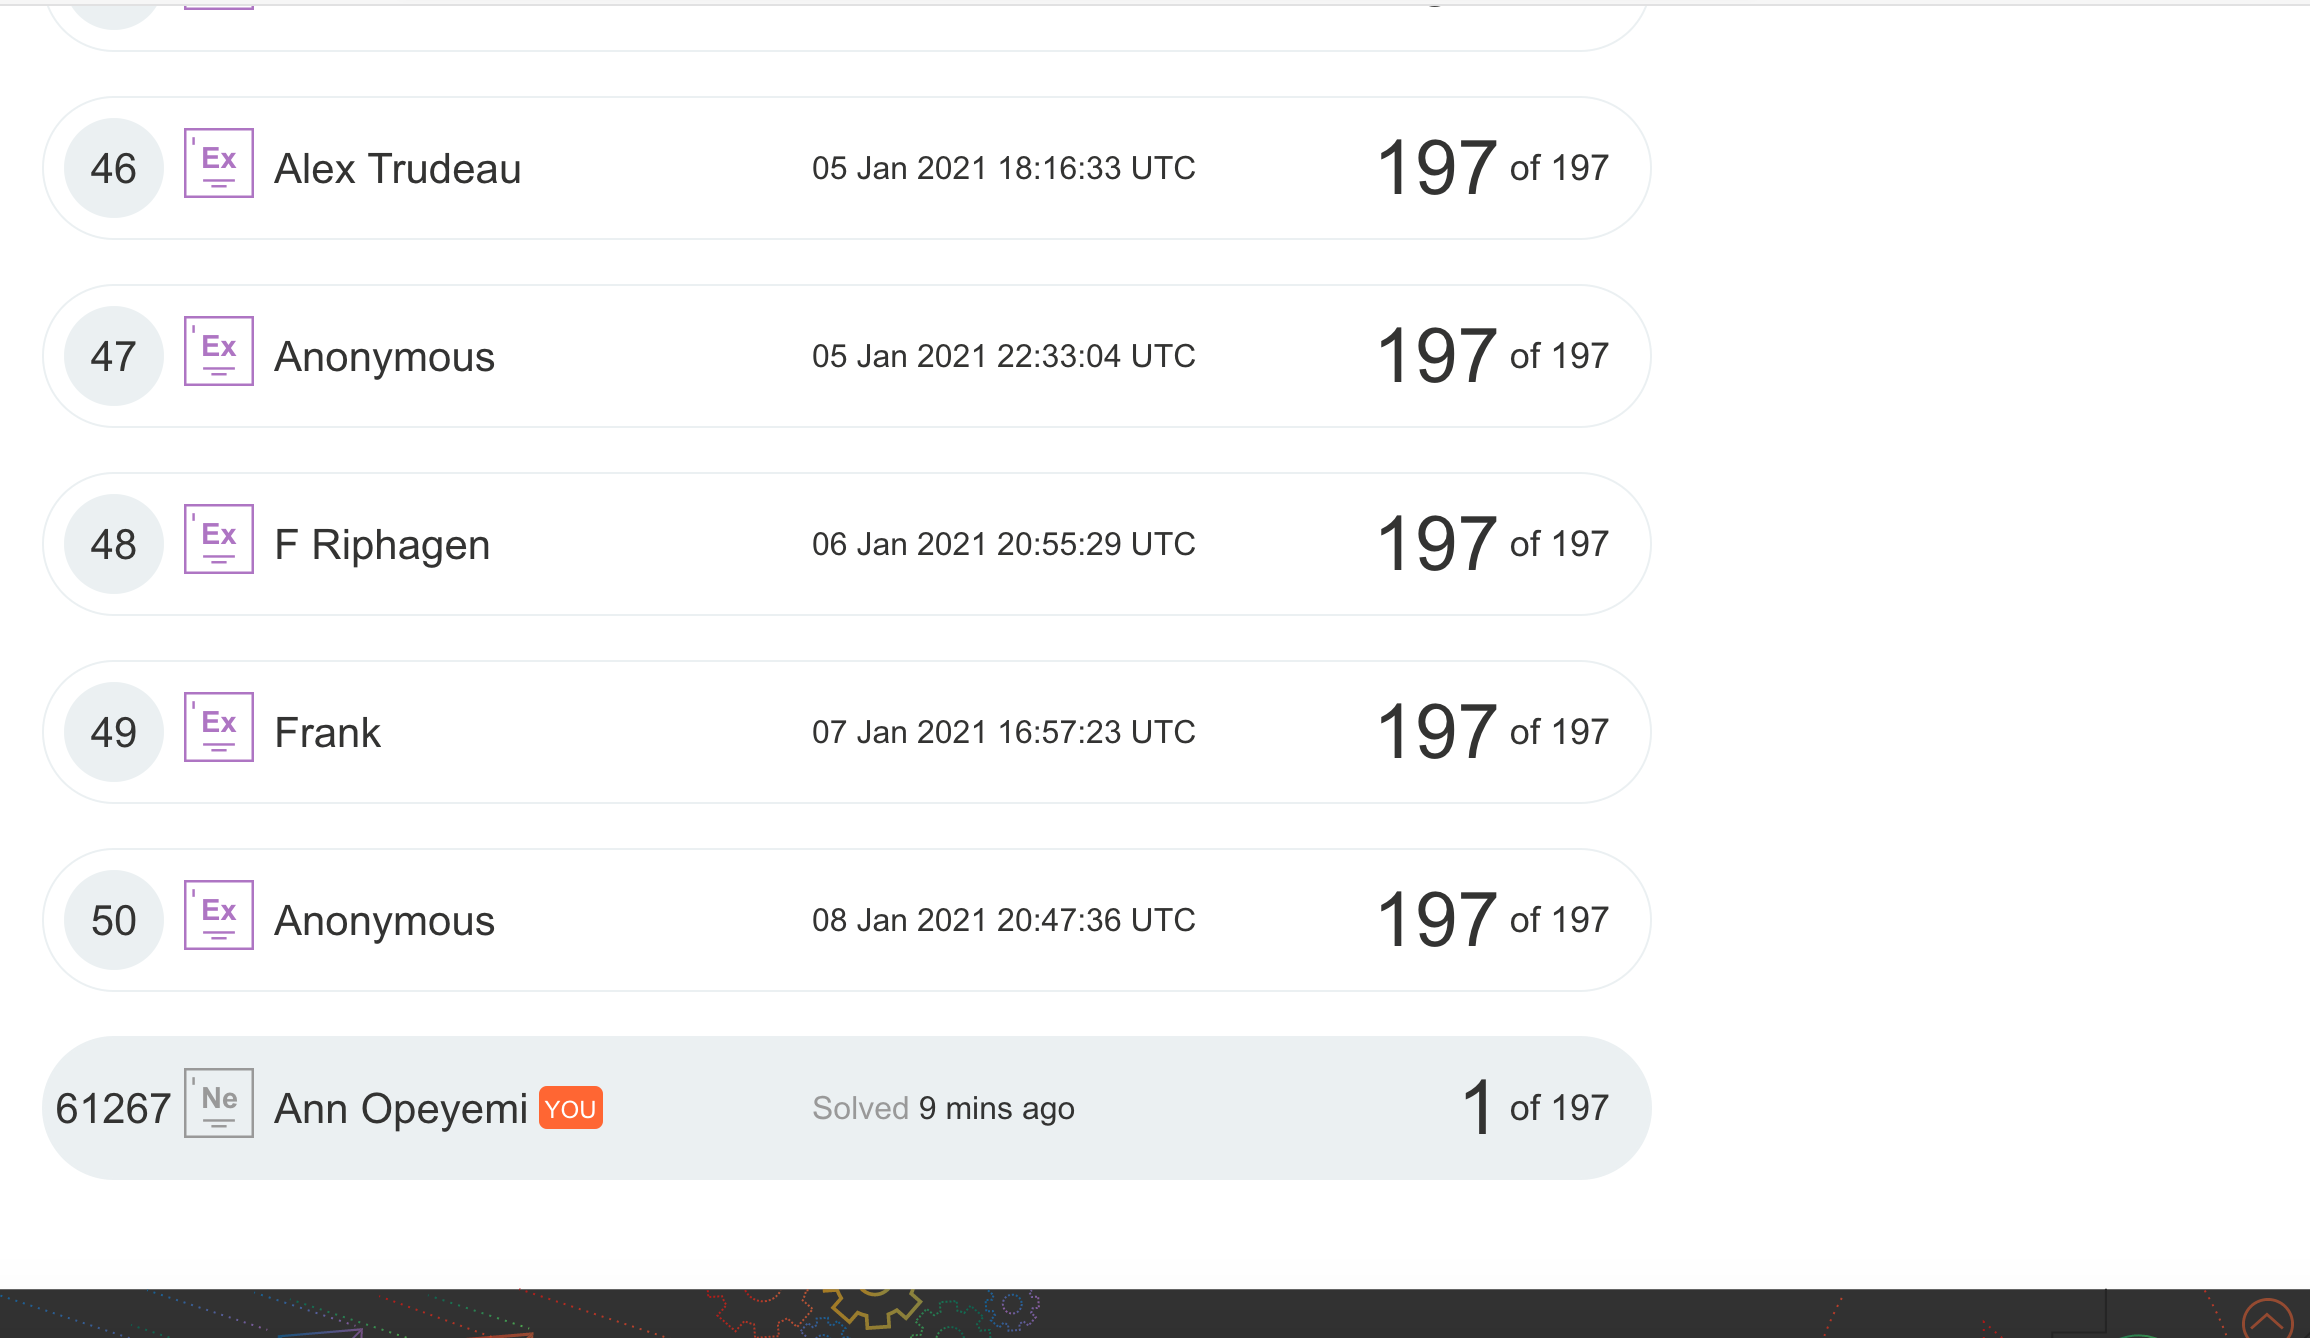 46 Ex Alex Trudeau 05 Jan 2021 18:16:33 UTC 197 of 197
47 Ex Anonymous 05 Jan 2021 22:33:04 UTC 197 of 197
48 Ex F Riphagen 06 Jan 2021 20:55:29 UTC 197 of 197
49 Ex Frank 07 Jan 2021 16:57:23 UTC 197 of 197
50 Ex Anonymous 08 Jan 2021 20:47:36 UTC 197 of 197
61267 Ne Ann Opeyemi YOU Solved 9 mins ago 1 of 197